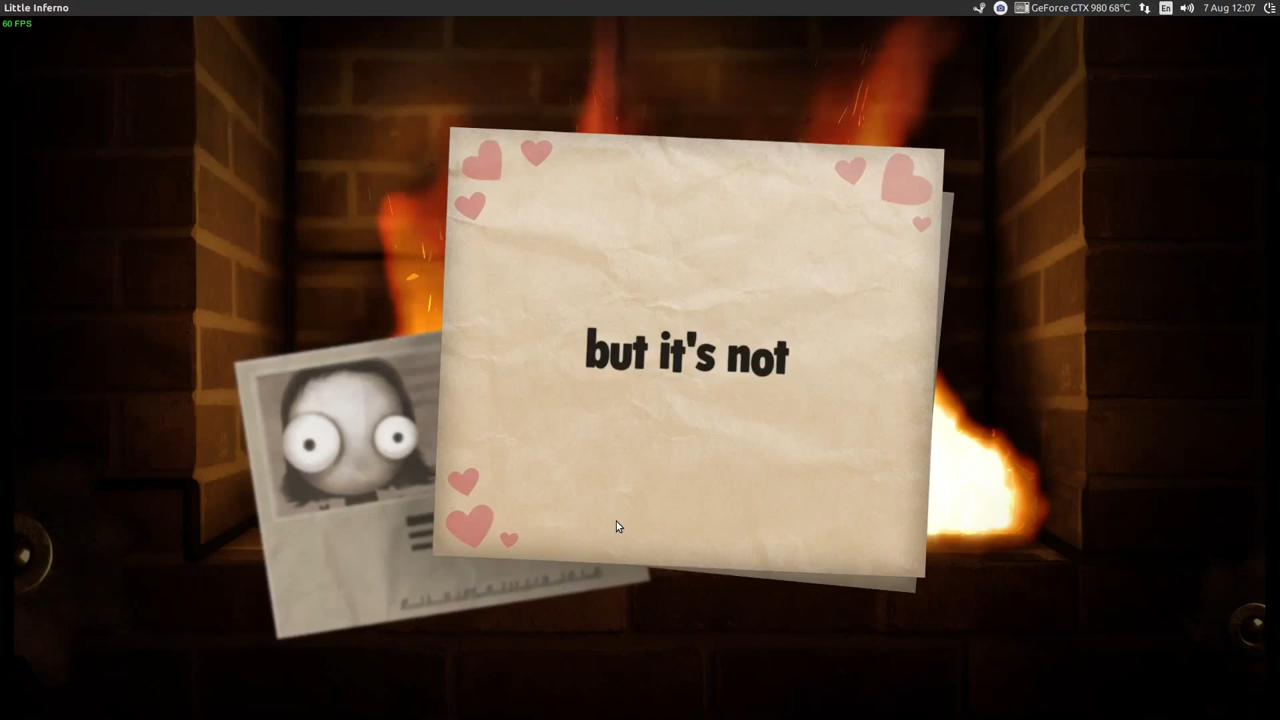 Little Inferno
GeForce GTX 980 68°C
En
7 Aug 12:07
60 FPS
but it's not